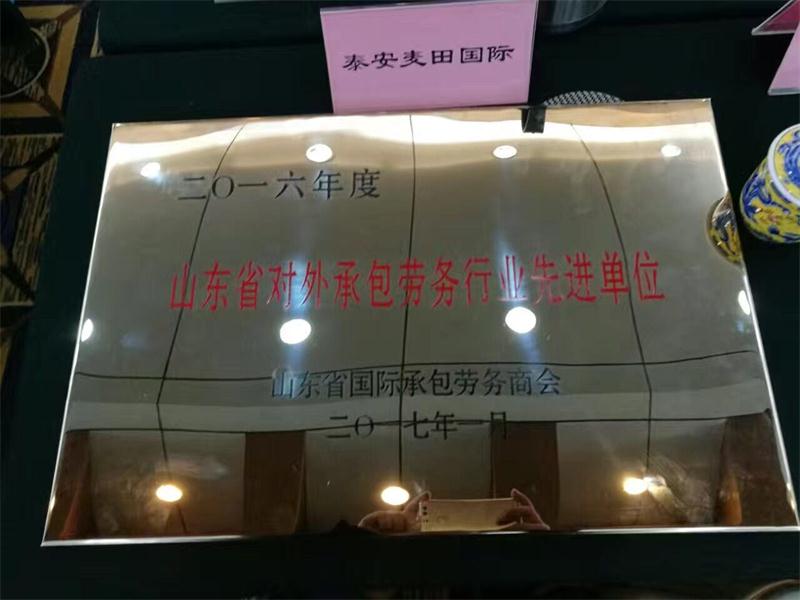 泰安麦田国际
二〇一六年度
山东省对外承包劳务行业先进单位
山东省国际承包劳务商会
二〇一七年一月